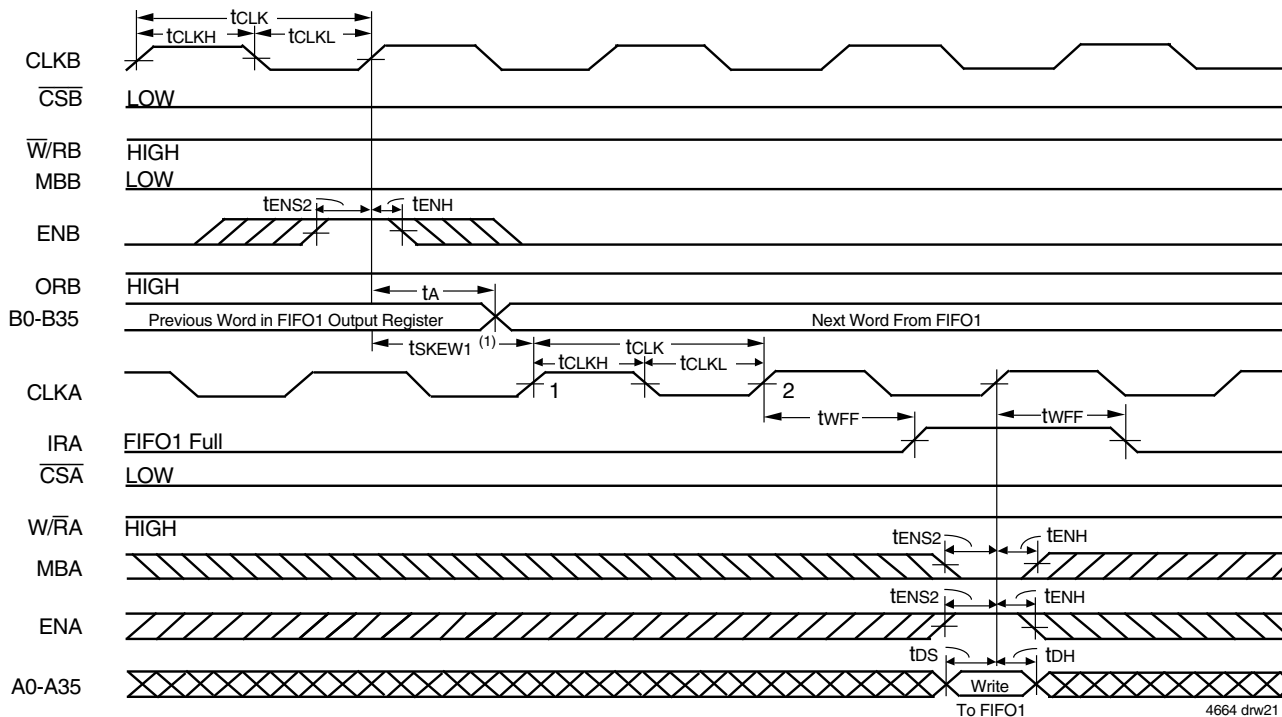 tCLK
tCLKH tCLKL
CLKB
CSB LOW
W/RB HIGH
MBB LOW
tENS2 tENH
ENB
ORB HIGH
tA
B0-B35 Previous Word in FIFO1 Output Register Next Word From FIFO1
tSKEW1 (1) tCLK
tCLKH tCLKL
CLKA 1 2
tWFF tWFF
IRA FIFO1 Full
CSA LOW
W/RA HIGH
tENS2 tENH
MBA
tENS2 tENH
ENA
tDS tDH
A0-A35 Write
To FIFO1 4664 drw21